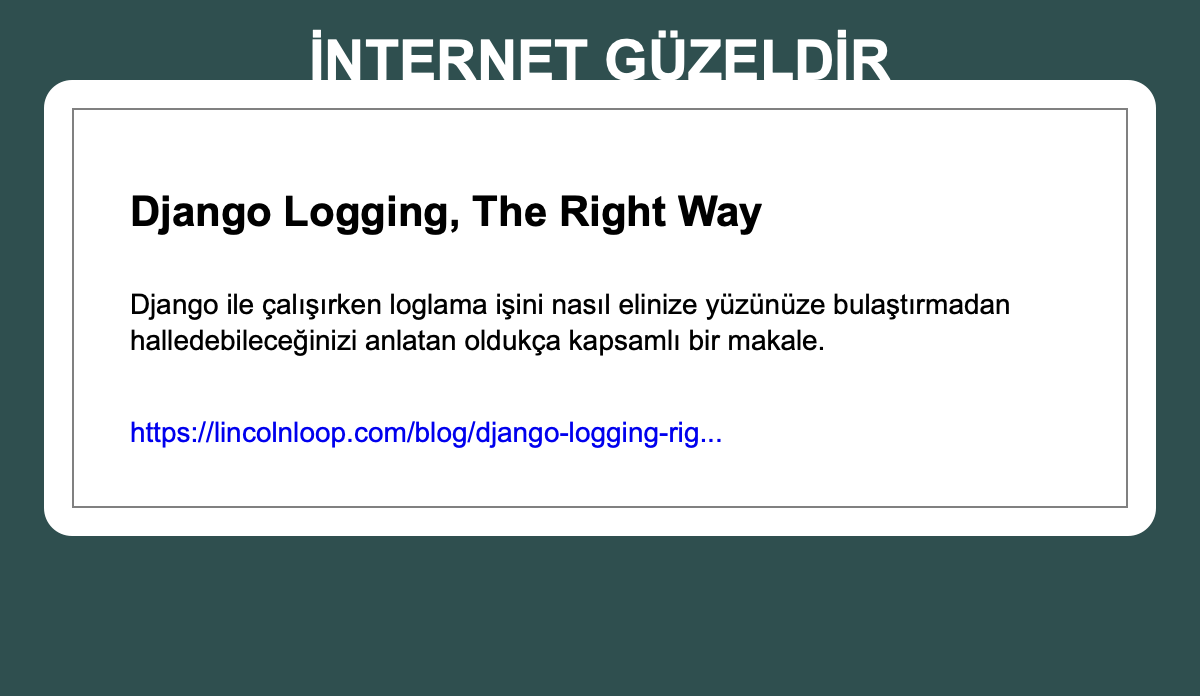 İNTERNET GÜZELDİR
Django Logging, The Right Way
Django ile çalışırken loglama işini nasıl elinize yüzünüze bulaştırmadan
halledebileceğinizi anlatan oldukça kapsamlı bir makale.
https://lincolnloop.com/blog/django-logging-rig...